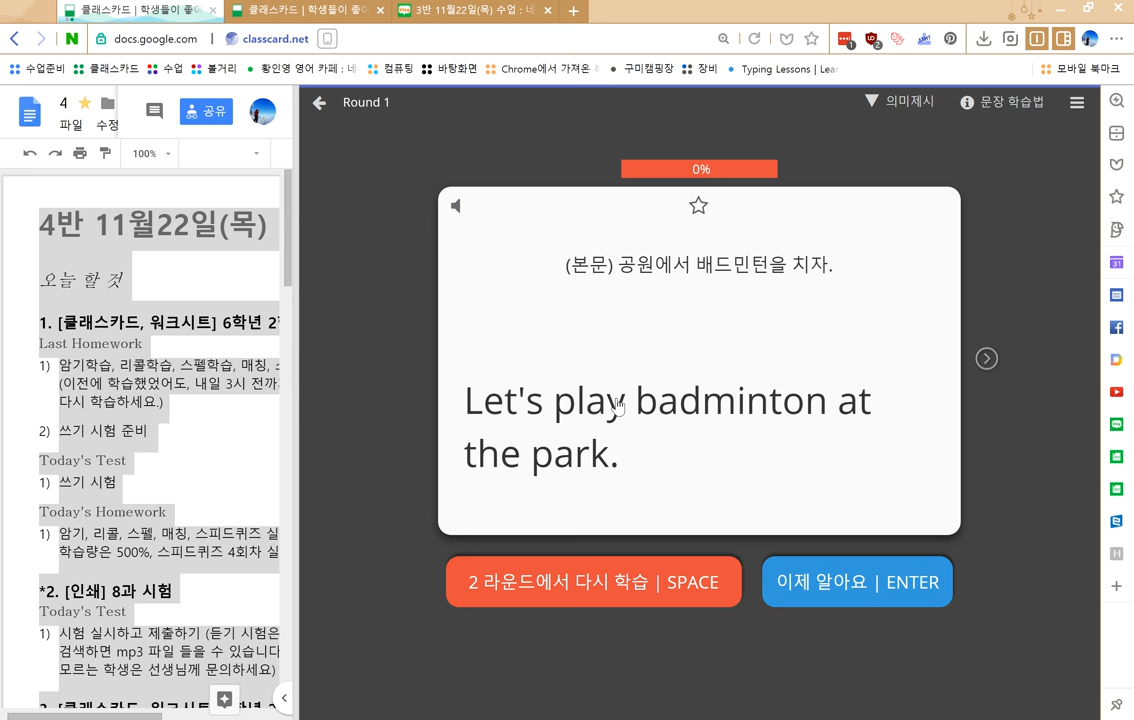 클래스카드 | 학생들이 좋아
클래스카드 | 학생들이 좋아
3반 11월22일(목) 수업 : 네
docs.google.com
classcard.net
수업준비
클래스카드
수업
볼거리
황인영 영어 카페 : 네
컴퓨팅
바탕화면
Chrome에서 가져온
구미캠핑장
장비
Typing Lessons | Lear
모바일 북마크
4
파일 수정
공유
100%
4반 11월22일(목)
오늘 할 것
1. [클래스카드, 워크시트] 6학년 2
Last Homework
1) 암기학습, 리콜학습, 스펠학습, 매칭,
(이전에 학습했었어도, 내일 3시 전까
다시 학습하세요.)
2) 쓰기 시험 준비
Today's Test
1) 쓰기 시험
Today's Homework
1) 암기, 리콜, 스펠, 매칭, 스피드퀴즈 실
학습량은 500%, 스피드퀴즈 4회차 실
*2. [인쇄] 8과 시험
Today's Test
1) 시험 실시하고 제출하기 (듣기 시험은
검색하면 mp3 파일 들을 수 있습니다
모르는 학생은 선생님께 문의하세요)
Round 1
의미제시
문장 학습법
0%
(본문) 공원에서 배드민턴을 치자.
Let's play badminton at
the park.
2 라운드에서 다시 학습 | SPACE
이제 알아요 | ENTER